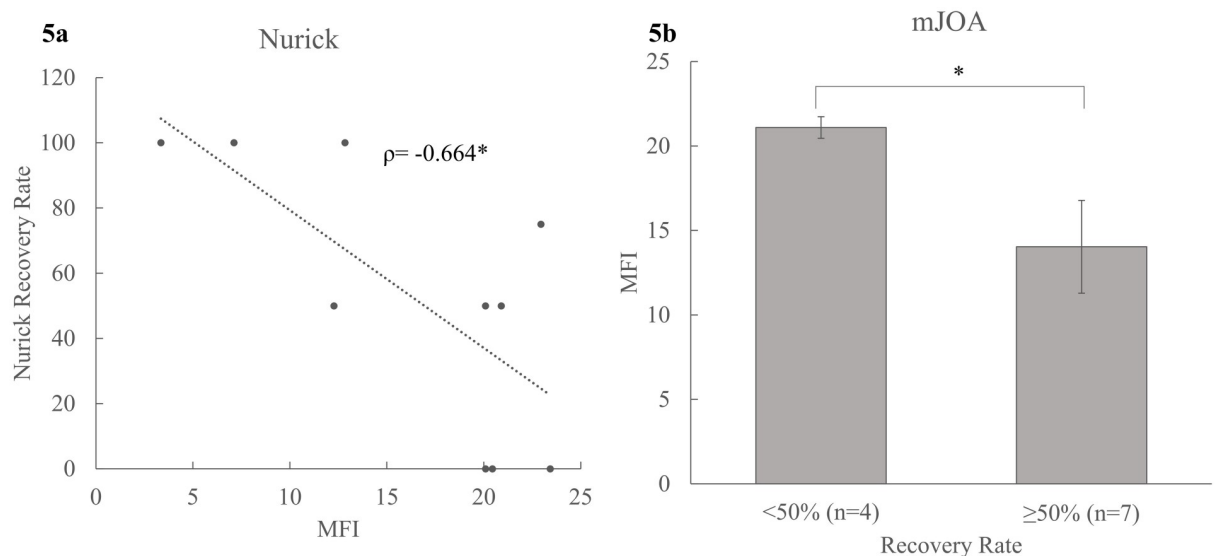 5a
Nurick
120
100
80
60
40
20
0
ρ= -0.664*
Nurick Recovery Rate
0 5 10 15 20 25
MFI
5b
mJOA
25
20
15
10
5
0
*
MFI
<50% (n=4) ≥50% (n=7)
Recovery Rate